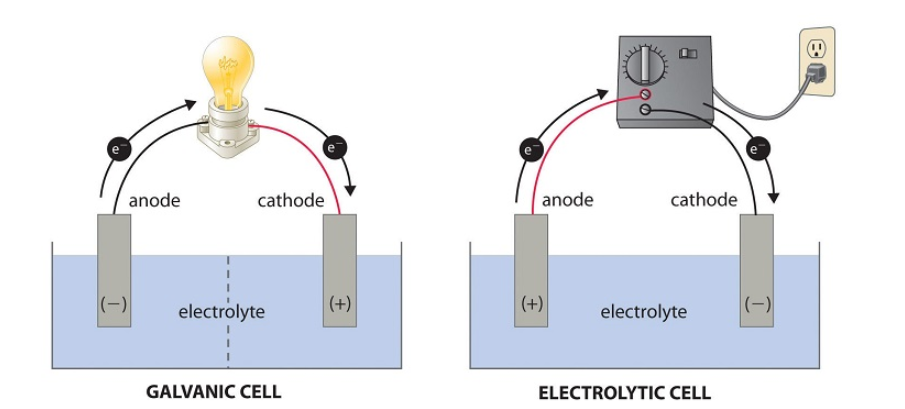 e⁻
e⁻
anode
cathode
(−)
electrolyte
(+)
GALVANIC CELL
e⁻
e⁻
anode
cathode
(+)
electrolyte
(−)
ELECTROLYTIC CELL